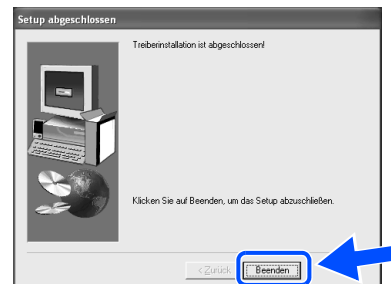 Setup abgeschlossen
Treiberinstallation ist abgeschlossen!
Klicken Sie auf Beenden, um das Setup abzuschließen.
< Zurück
Beenden